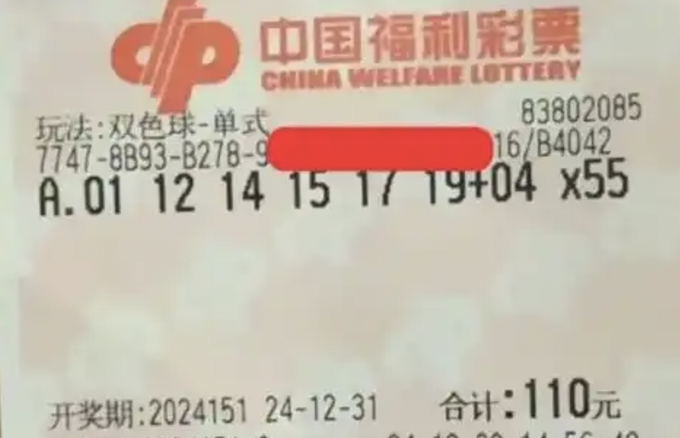 中国福利彩票
CHINA WELFARE LOTTERY
玩法:双色球-单式 83802085
7747-8B93-B278-9 16/B4042
A.01 12 14 15 17 19+04 x55
开奖期:2024151 24-12-31 合计:110元